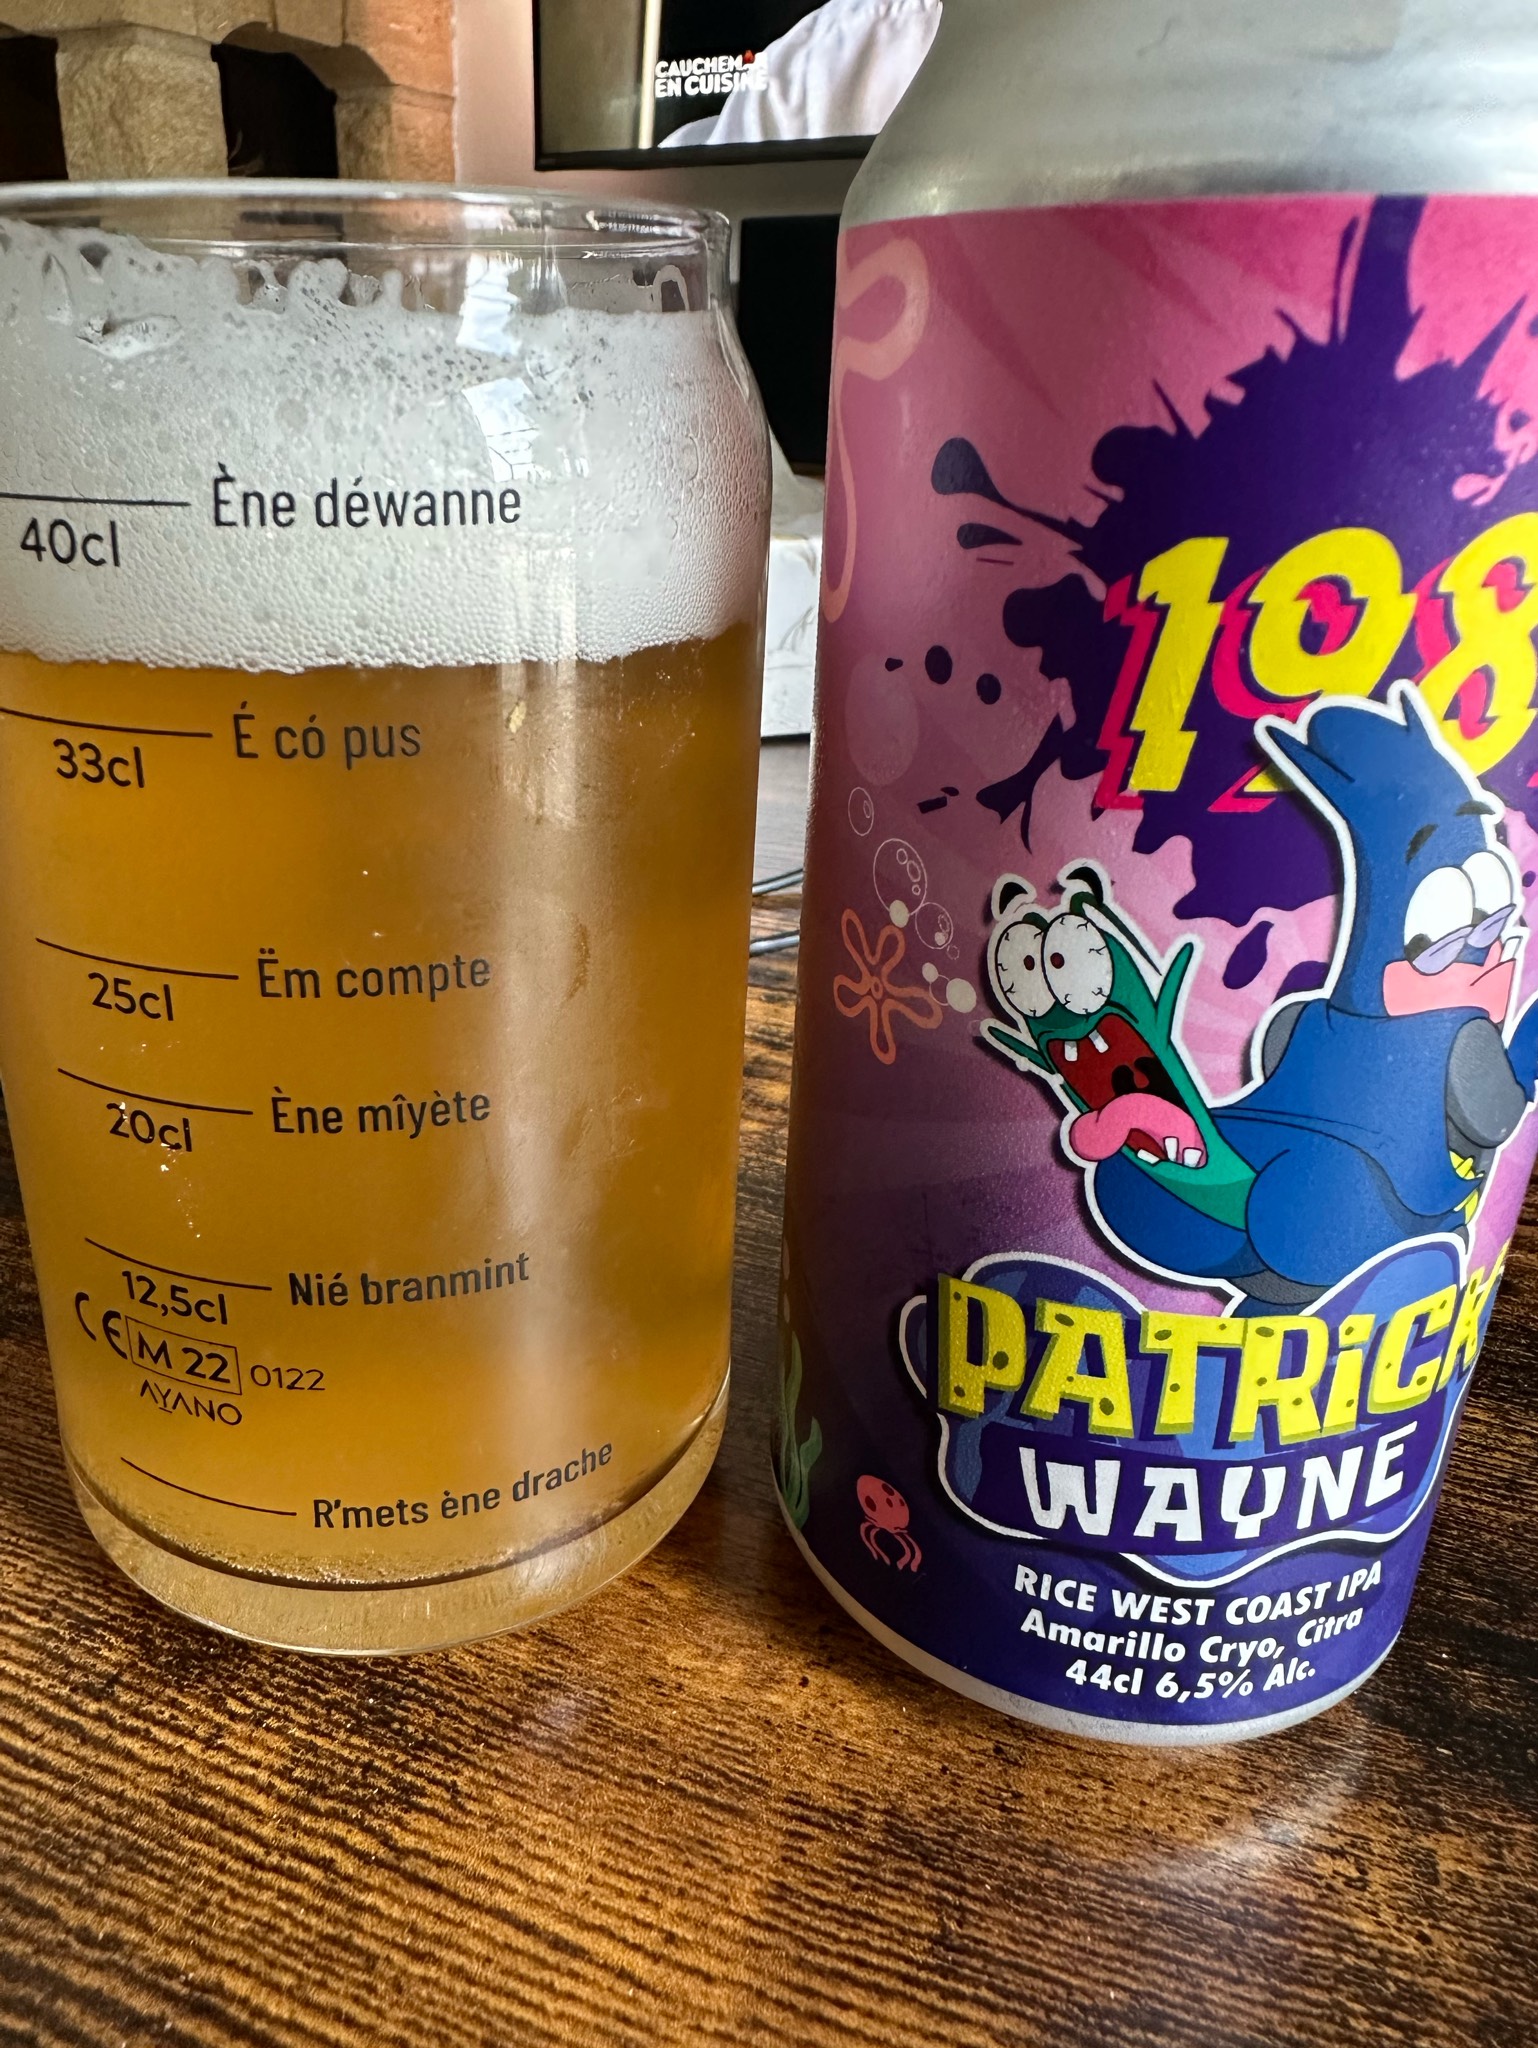 CAUCHEMAR
EN CUISINE
Ène déwanne
40cl
É có pus
33cl
Ëm compte
25cl
Ène mîyète
20cl
Nié branmint
12,5cl
CE M 22 0122
AYANO
R'mets ène drache
198
PATRICK
WAYNE
RICE WEST COAST IPA
Amarillo Cryo, Citra
44cl 6,5% Alc.